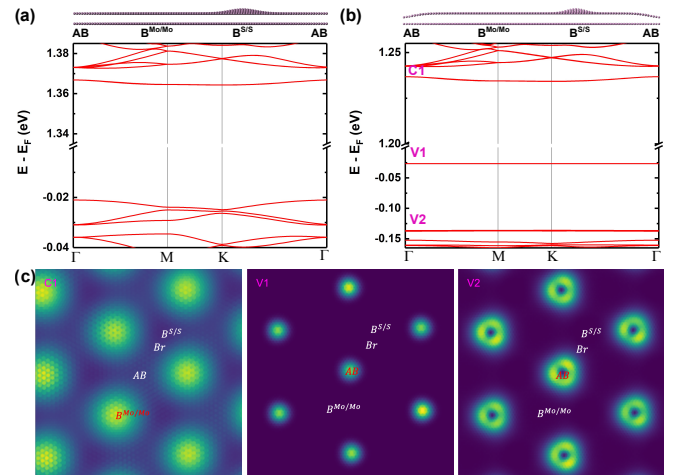 (a)
AB B^Mo/Mo B^S/S AB
1.38
1.36
1.34
-0.02
-0.04
E - E_F (eV)
Γ M K Γ
(b)
AB B^Mo/Mo B^S/S AB
1.25
C1
1.20
V1
-0.05
V2
-0.10
-0.15
E - E_F (eV)
Γ M K Γ
(c)
C1
B^S/S
Br
AB
B^Mo/Mo
V1
B^S/S
Br
AB
B^Mo/Mo
V2
B^S/S
Br
AB
B^Mo/Mo